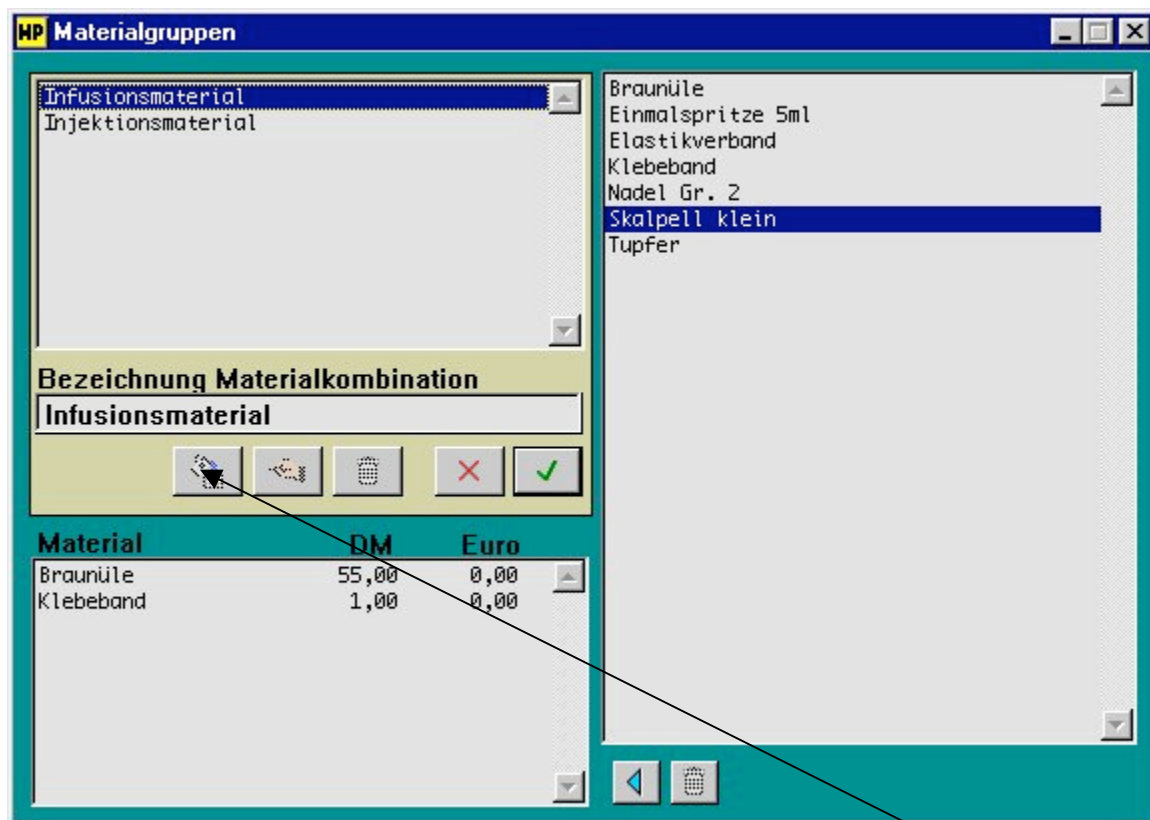 HP Materialgruppen
Infusionsmaterial
Injektionsmaterial
Bezeichnung Materialkombination
Infusionsmaterial
Material DM Euro
Braunüle 55,00 0,00
Klebeband 1,00 0,00
Braunüle
Einmalspritze 5ml
Elastikverband
Klebeband
Nadel Gr. 2
Skalpell klein
Tupfer